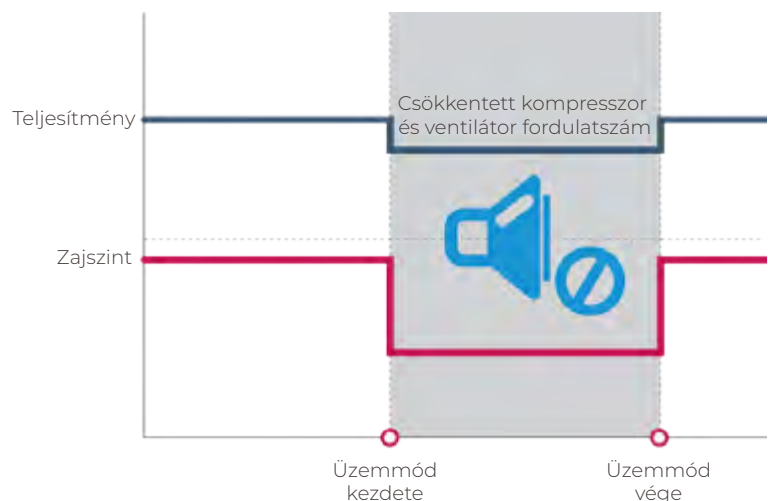 Teljesítmény
Csökkentett kompresszor
és ventilátor fordulatszám
Zajszint
Üzemmód
kezdete
Üzemmód
vége